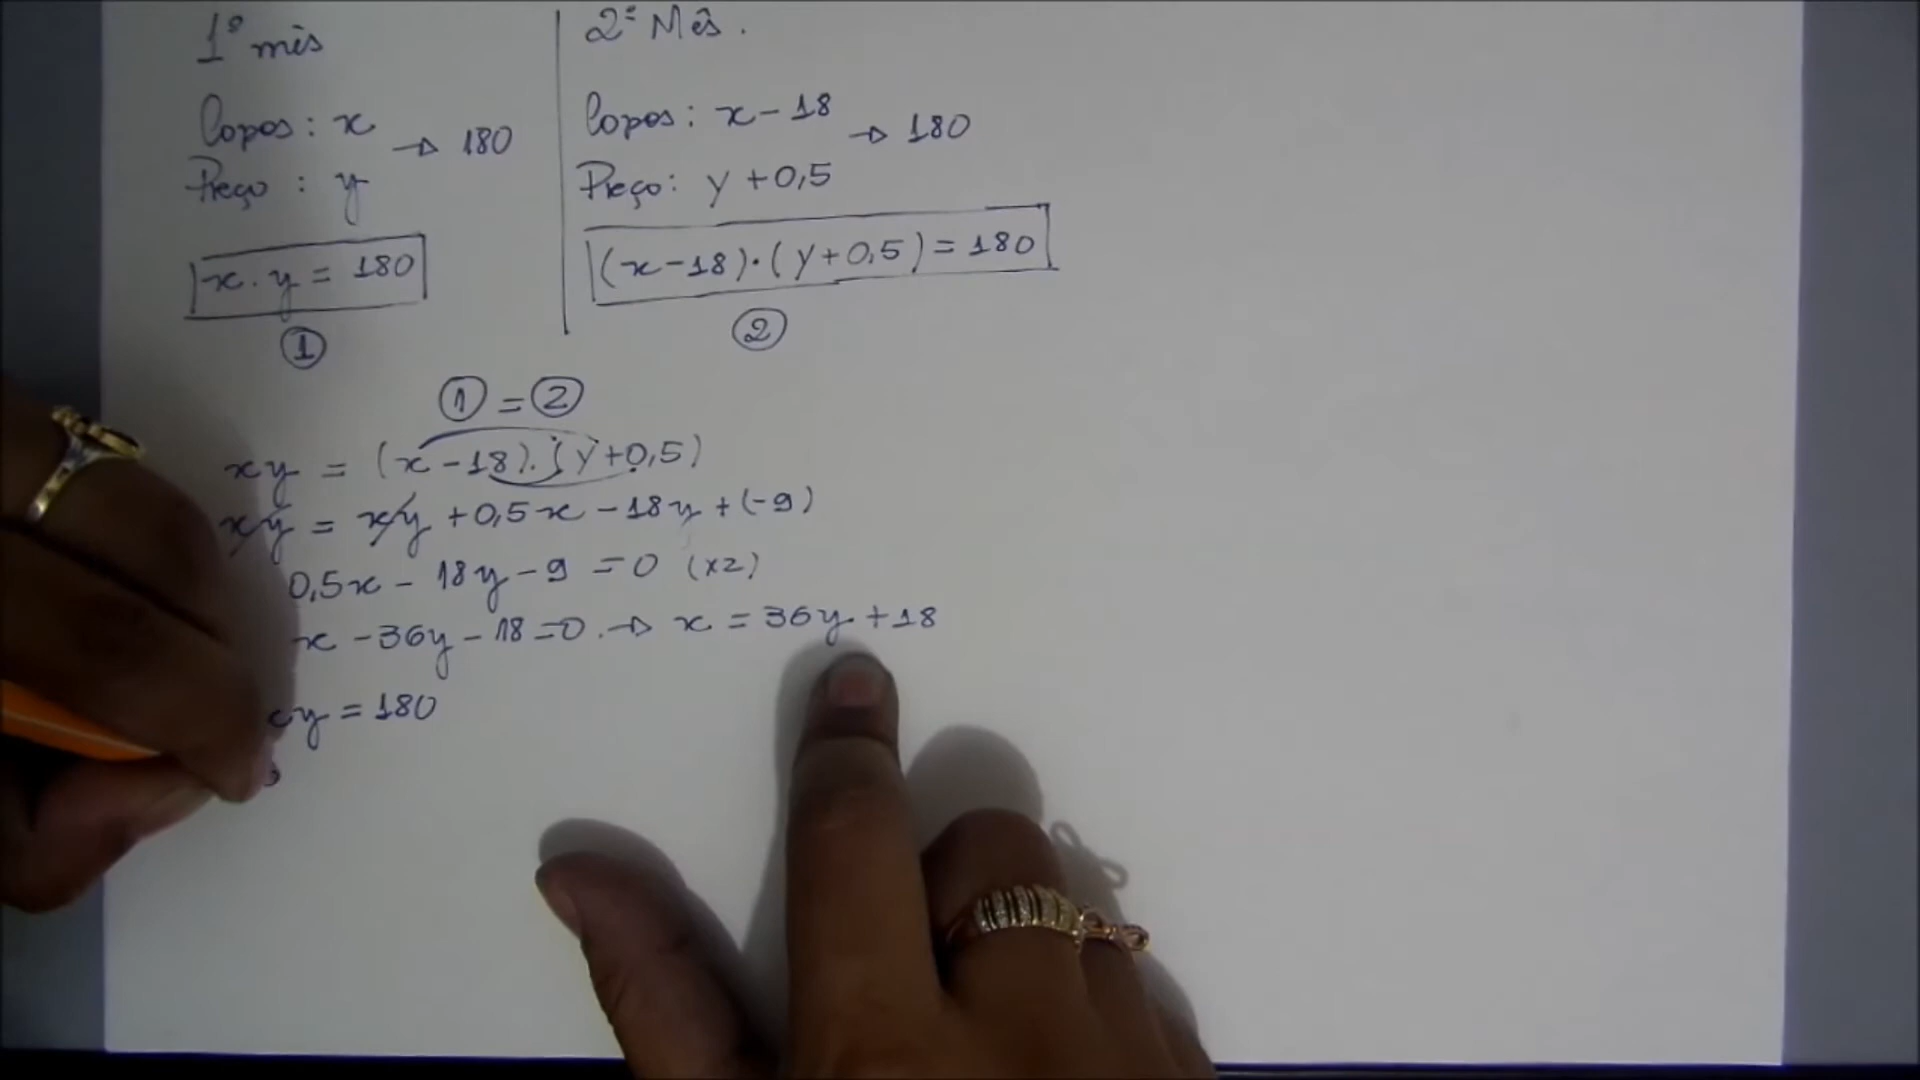 1º mês
Copos: x → 180
Preço : y
x . y = 180
1
2º Mês.
Copos: x - 18 → 180
Preço: y + 0,5
(x - 18) · (y + 0,5) = 180
2
1 = 2
xy = (x - 18) . (y + 0,5)
xy = xy + 0,5x - 18y + (-9)
0,5x - 18y - 9 = 0 (x2)
x - 36y - 18 = 0 → x = 36y + 18
y = 180